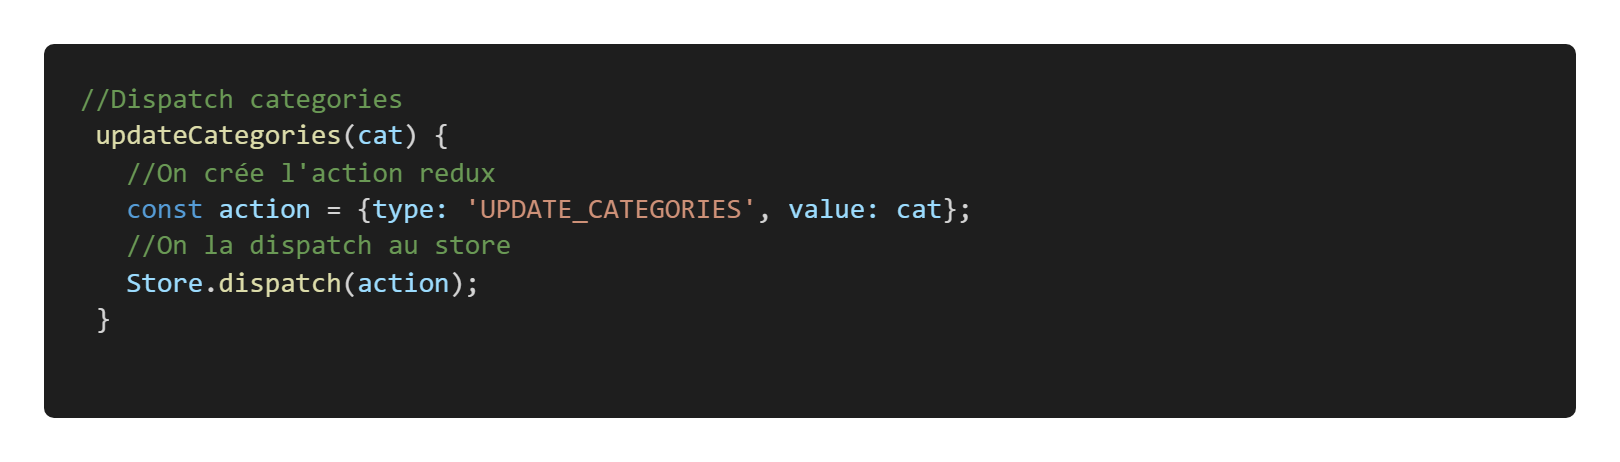 //Dispatch categories
updateCategories(cat) {
//On crée l'action redux
const action = {type: 'UPDATE_CATEGORIES', value: cat};
//On la dispatch au store
Store.dispatch(action);
}